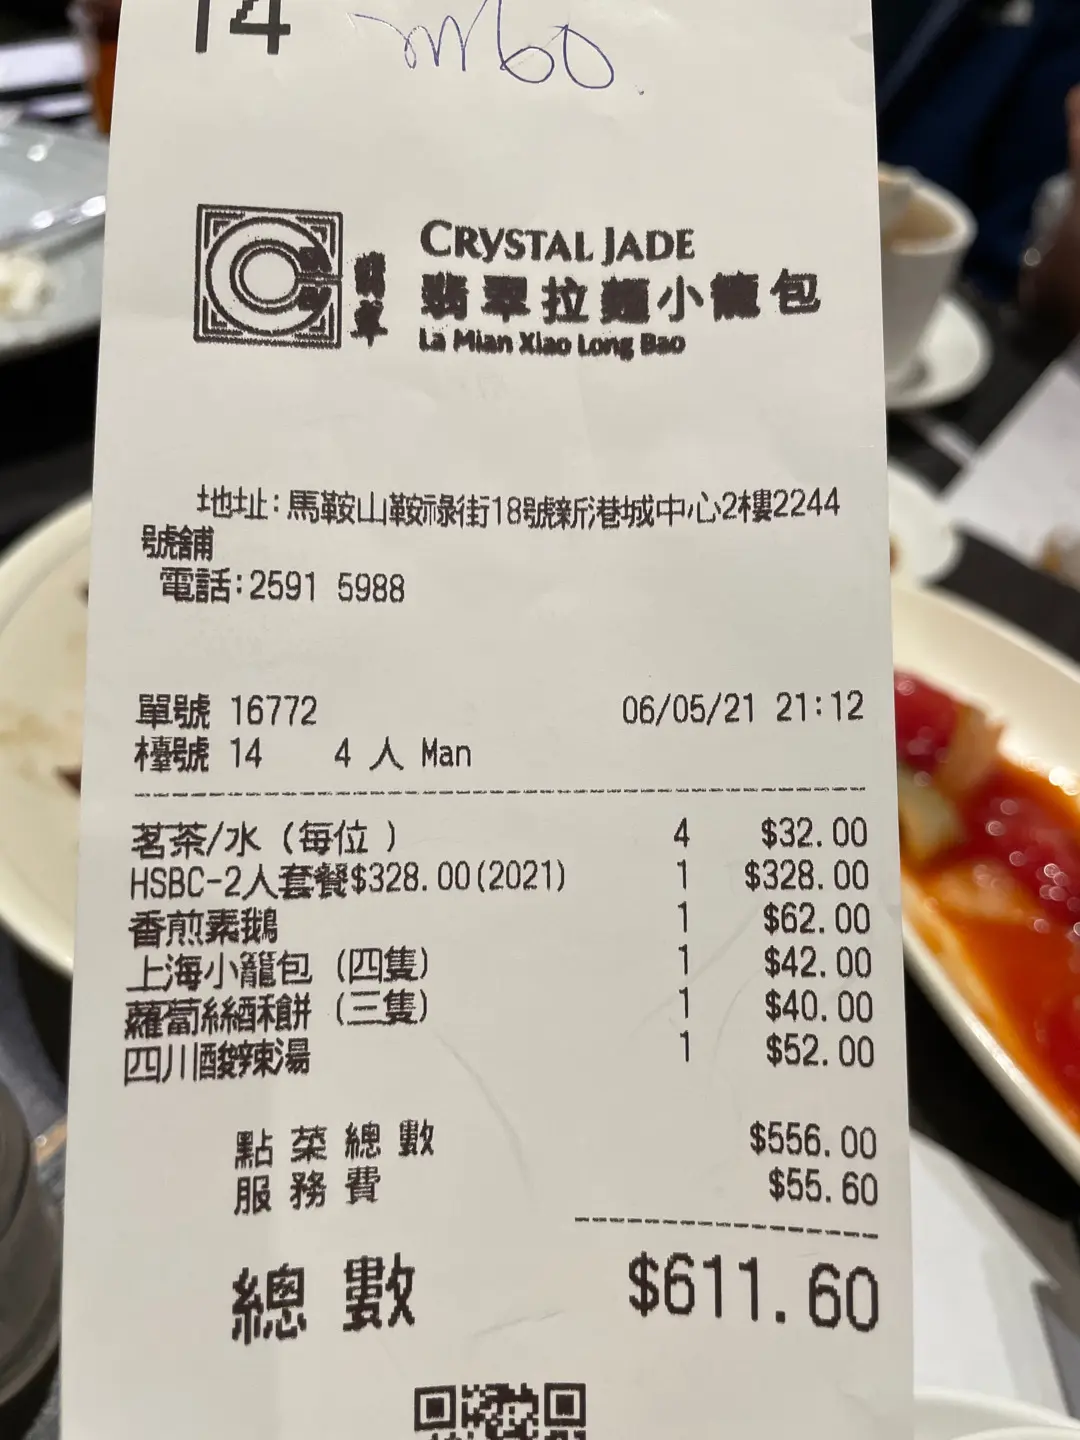 14
CRYSTAL JADE
翡翠
翡翠拉麵小籠包
La Mian Xiao Long Bao
地址:馬鞍山鞍祿街18號新港城中心2樓2244
號舖
電話:2591 5988
單號 16772 06/05/21 21:12
檯號 14 4 人 Man
茗茶/水 (每位 ) 4 $32.00
HSBC-2人套餐$328.00(2021) 1 $328.00
香煎素鵝 1 $62.00
上海小籠包 (四隻) 1 $42.00
蘿蔔絲酥餅 (三隻) 1 $40.00
四川酸辣湯 1 $52.00
點菜總數 $556.00
服務費 $55.60
總數 $611.60